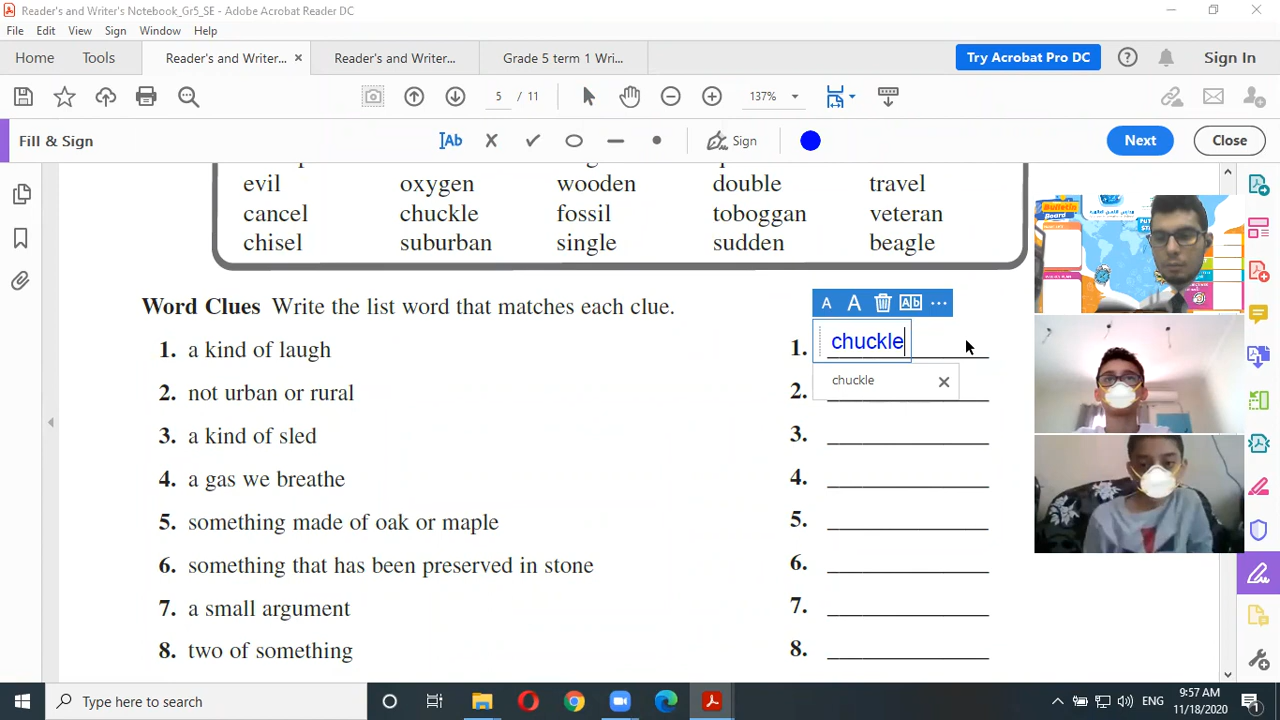 Reader's and Writer's Notebook_Gr5_SE - Adobe Acrobat Reader DC
File Edit View Sign Window Help
Home Tools Reader's and Writer... × Reader's and Writer... Grade 5 term 1 Wri...
Try Acrobat Pro DC Sign In
5 / 11 137%
Fill & Sign Ab Sign Next Close
evil oxygen wooden double travel
cancel chuckle fossil toboggan veteran
chisel suburban single sudden beagle
Bulletin Board
Word Clues Write the list word that matches each clue.
A A Ab ...
1. a kind of laugh 1. chuckle
chuckle
2. not urban or rural 2.
3. a kind of sled 3.
4. a gas we breathe 4.
5. something made of oak or maple 5.
6. something that has been preserved in stone 6.
7. a small argument 7.
8. two of something 8.
Type here to search
ENG 9:57 AM
11/18/2020
1